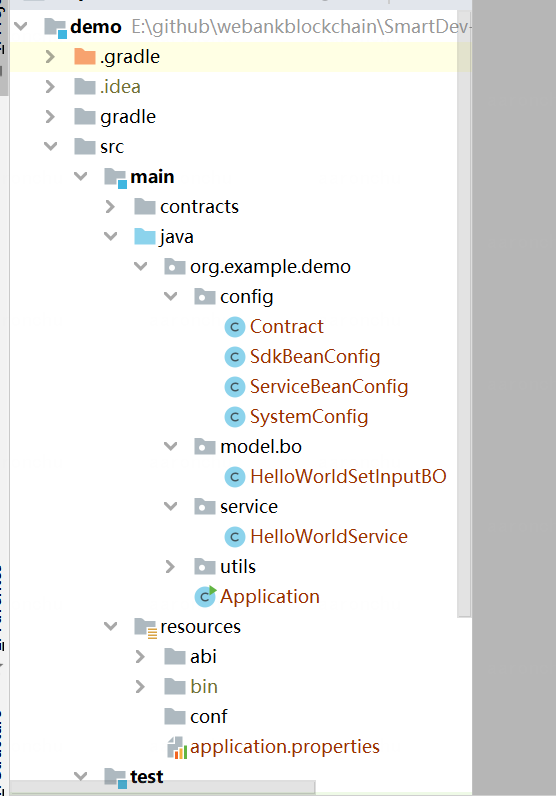 demo E:\github\webankblockchain\SmartDev-
.gradle
.idea
gradle
src
main
contracts
java
org.example.demo
config
Contract
SdkBeanConfig
ServiceBeanConfig
SystemConfig
model.bo
HelloWorldSetInputBO
service
HelloWorldService
utils
Application
resources
abi
bin
conf
application.properties
test